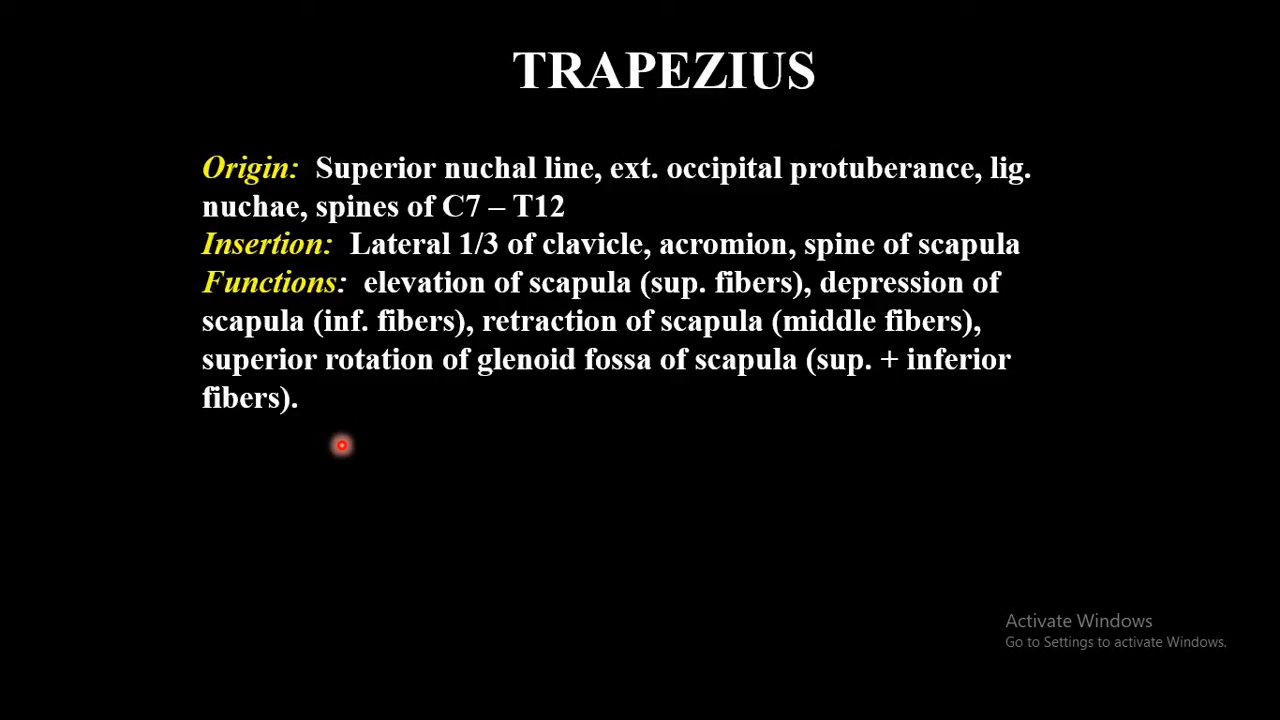 TRAPEZIUS
Origin: Superior nuchal line, ext. occipital protuberance, lig.
nuchae, spines of C7 – T12
Insertion: Lateral 1/3 of clavicle, acromion, spine of scapula
Functions: elevation of scapula (sup. fibers), depression of
scapula (inf. fibers), retraction of scapula (middle fibers),
superior rotation of glenoid fossa of scapula (sup. + inferior
fibers).
Activate Windows
Go to Settings to activate Windows.